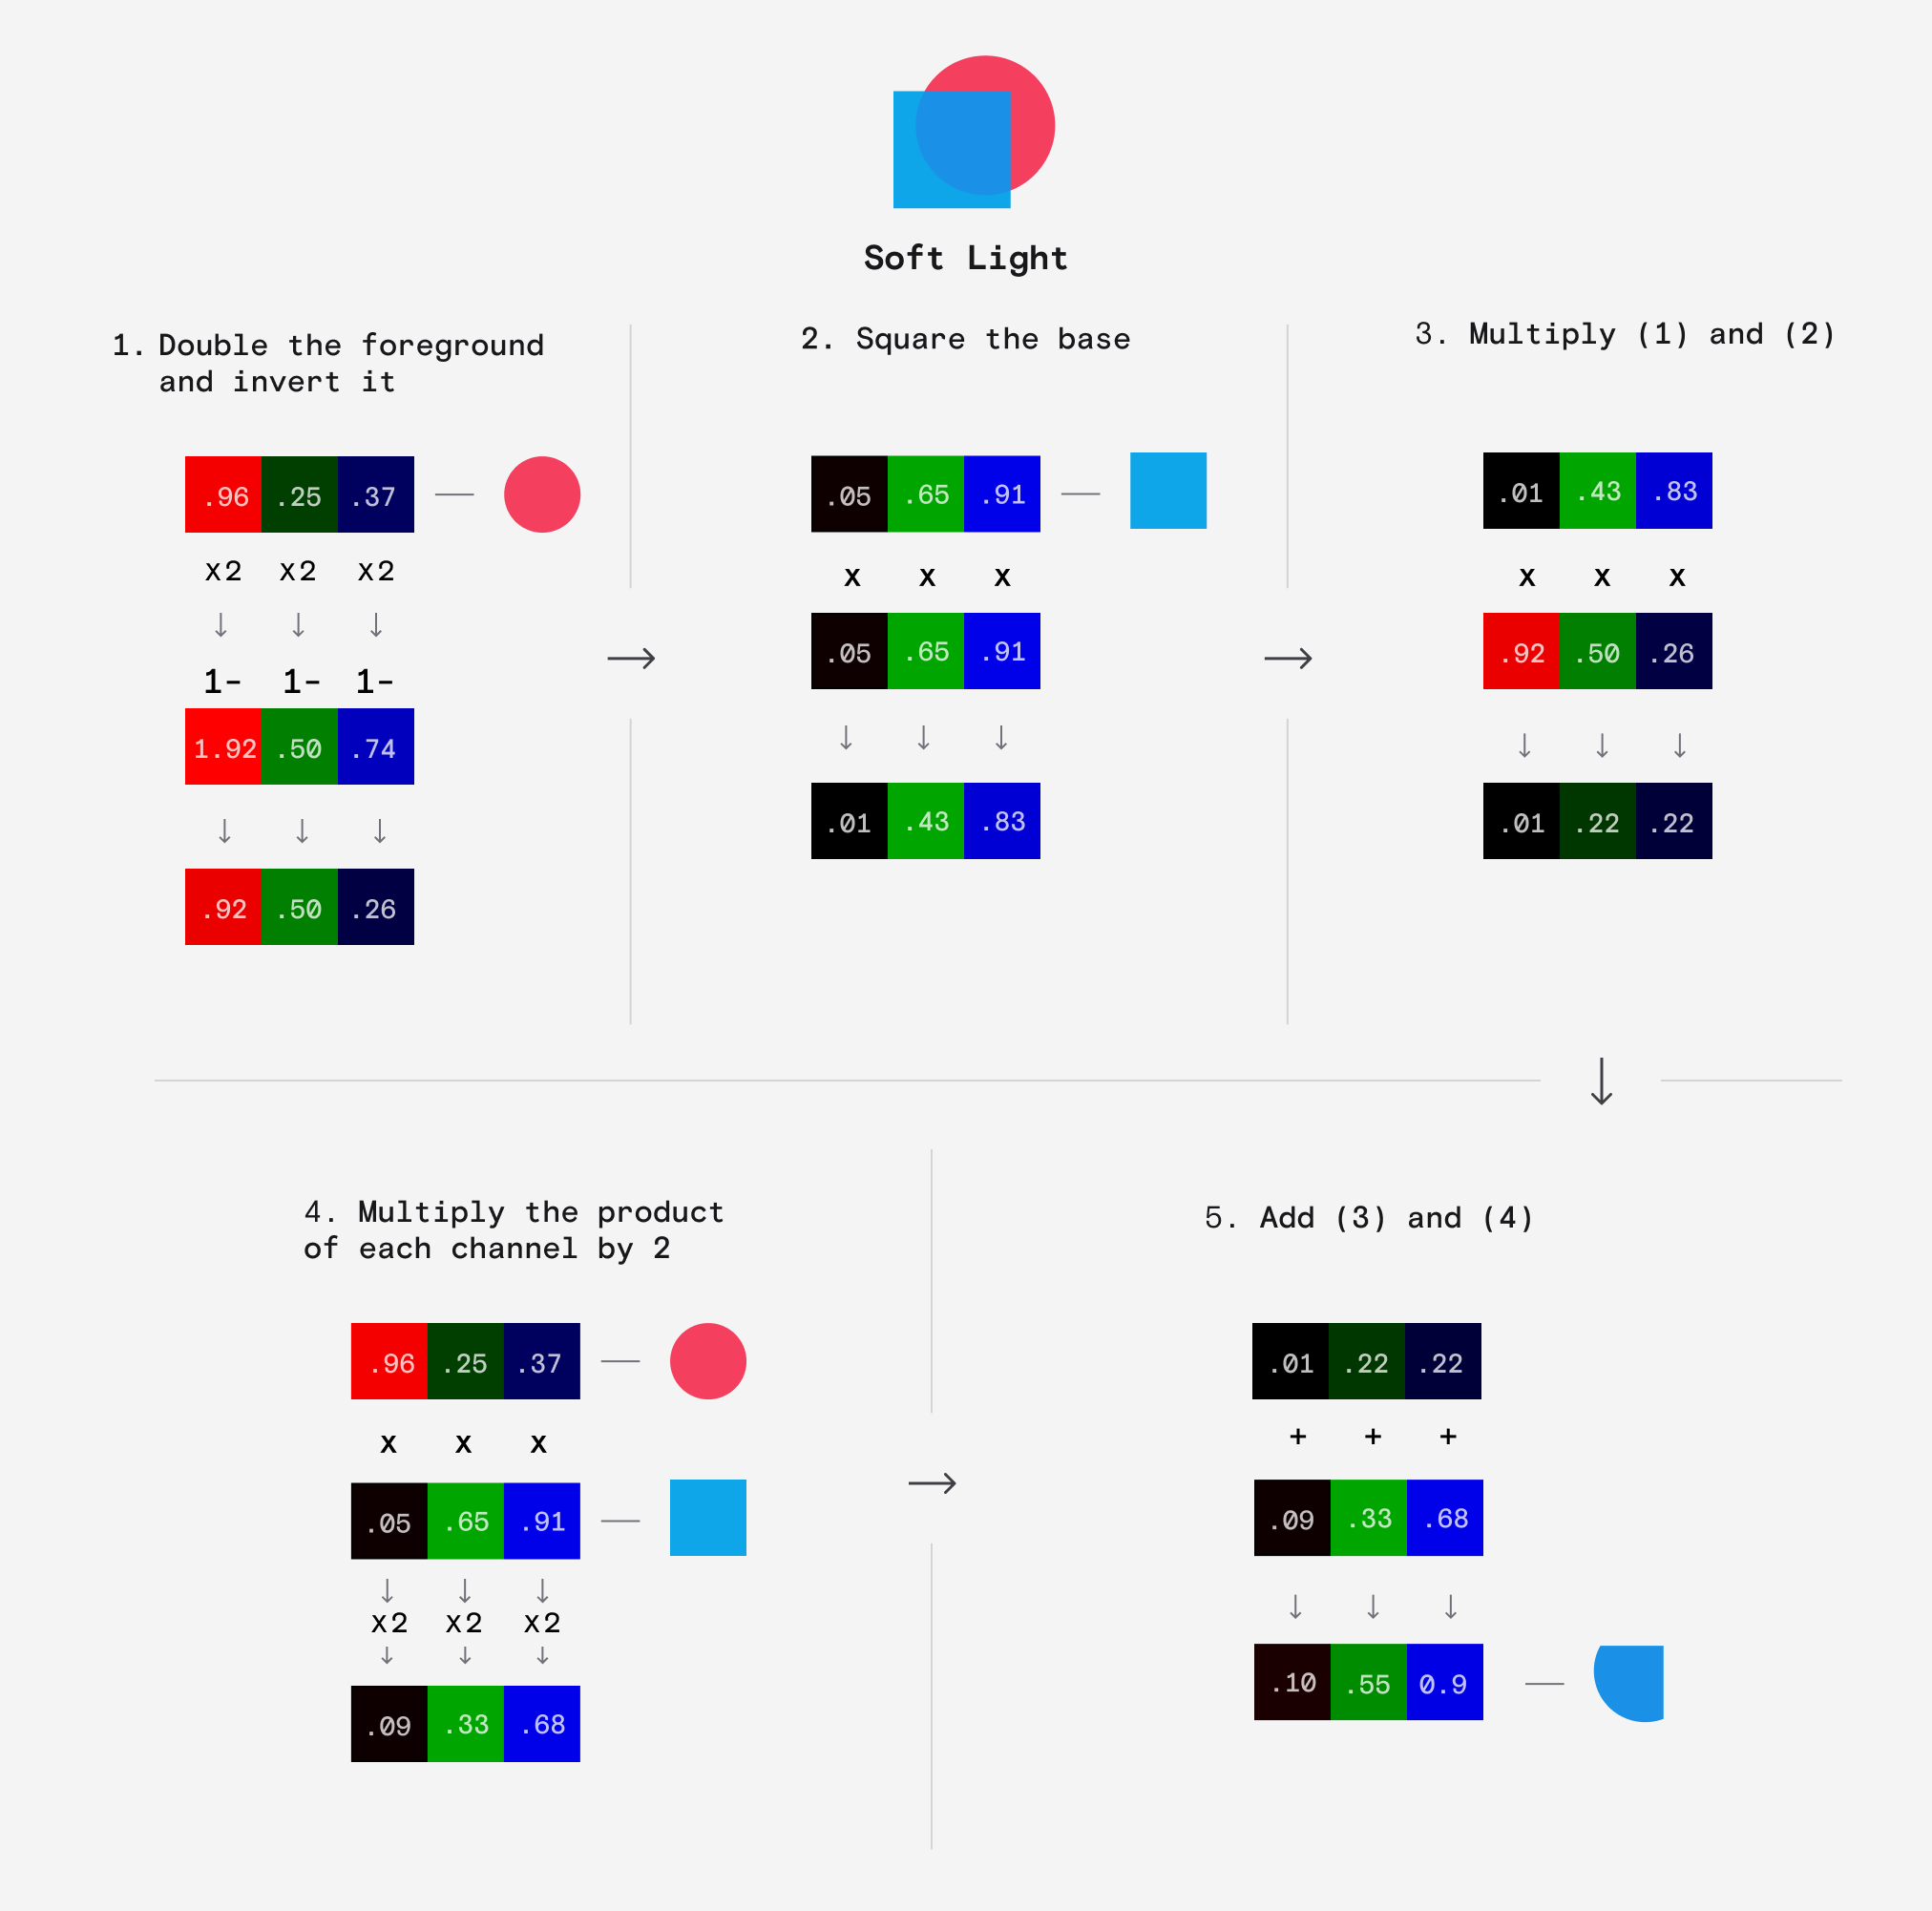 Soft Light
1. Double the foreground
and invert it
.96 .25 .37
x2 x2 x2
↓ ↓ ↓
1- 1- 1-
1.92 .50 .74
↓ ↓ ↓
.92 .50 .26
→
2. Square the base
.05 .65 .91
x x x
.05 .65 .91
↓ ↓ ↓
.01 .43 .83
→
3. Multiply (1) and (2)
.01 .43 .83
x x x
.92 .50 .26
↓ ↓ ↓
.01 .22 .22
↓
4. Multiply the product
of each channel by 2
.96 .25 .37
x x x
.05 .65 .91
↓ ↓ ↓
x2 x2 x2
↓ ↓ ↓
.09 .33 .68
→
5. Add (3) and (4)
.01 .22 .22
+ + +
.09 .33 .68
↓ ↓ ↓
.10 .55 0.9